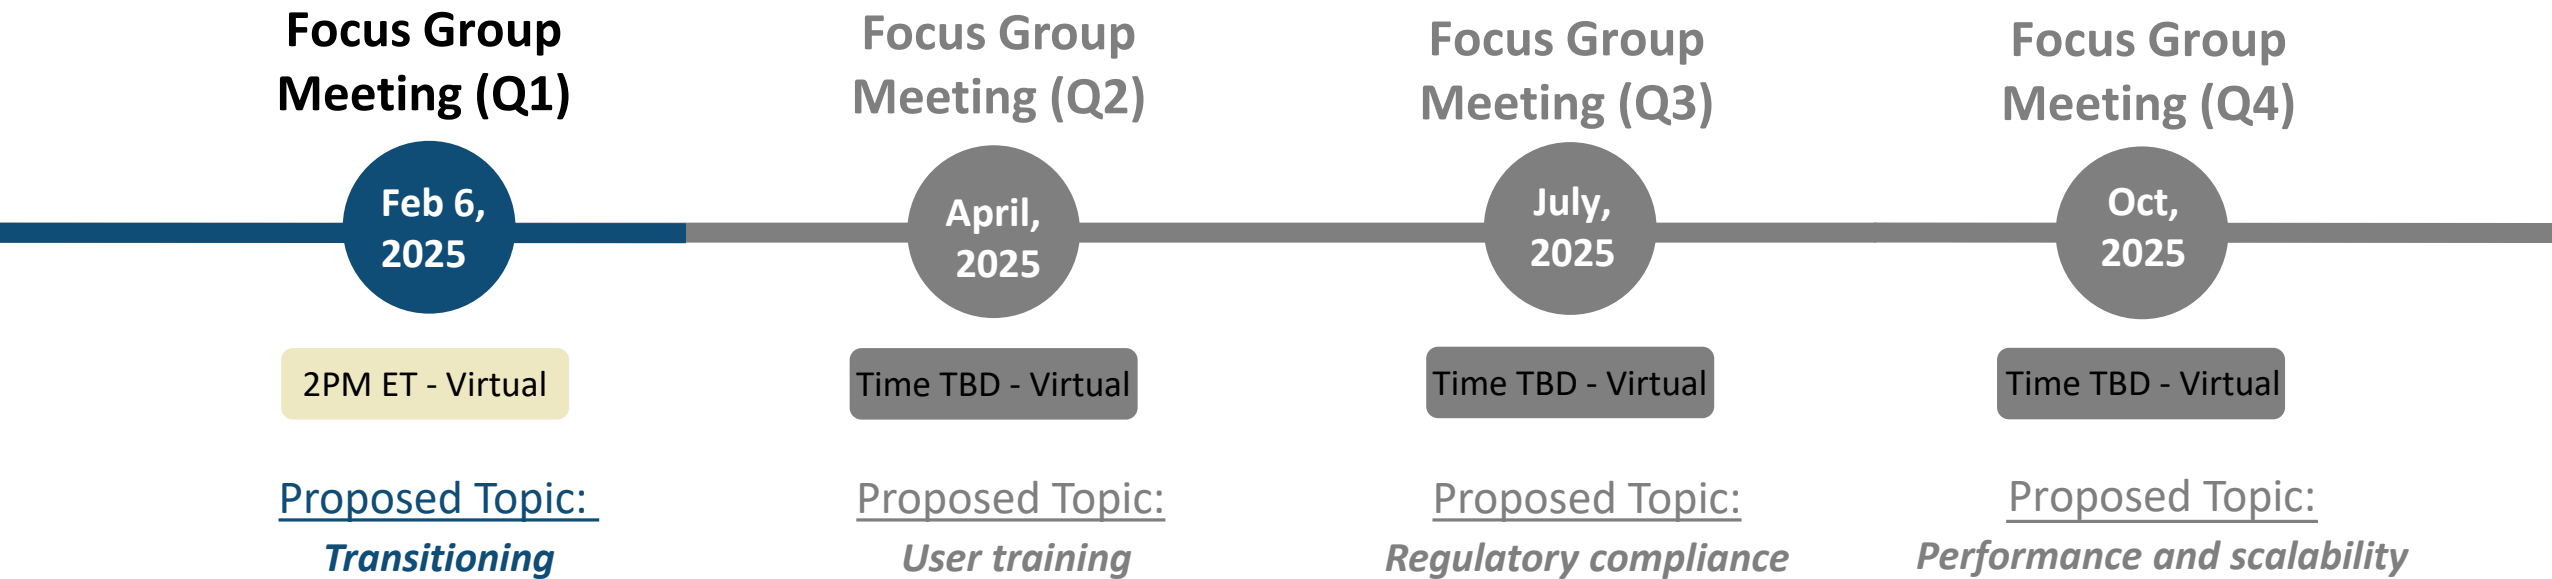 Focus Group
Meeting (Q1)
Feb 6,
2025
2PM ET - Virtual
Proposed Topic:
Transitioning
Focus Group
Meeting (Q2)
April,
2025
Time TBD - Virtual
Proposed Topic:
User training
Focus Group
Meeting (Q3)
July,
2025
Time TBD - Virtual
Proposed Topic:
Regulatory compliance
Focus Group
Meeting (Q4)
Oct,
2025
Time TBD - Virtual
Proposed Topic:
Performance and scalability